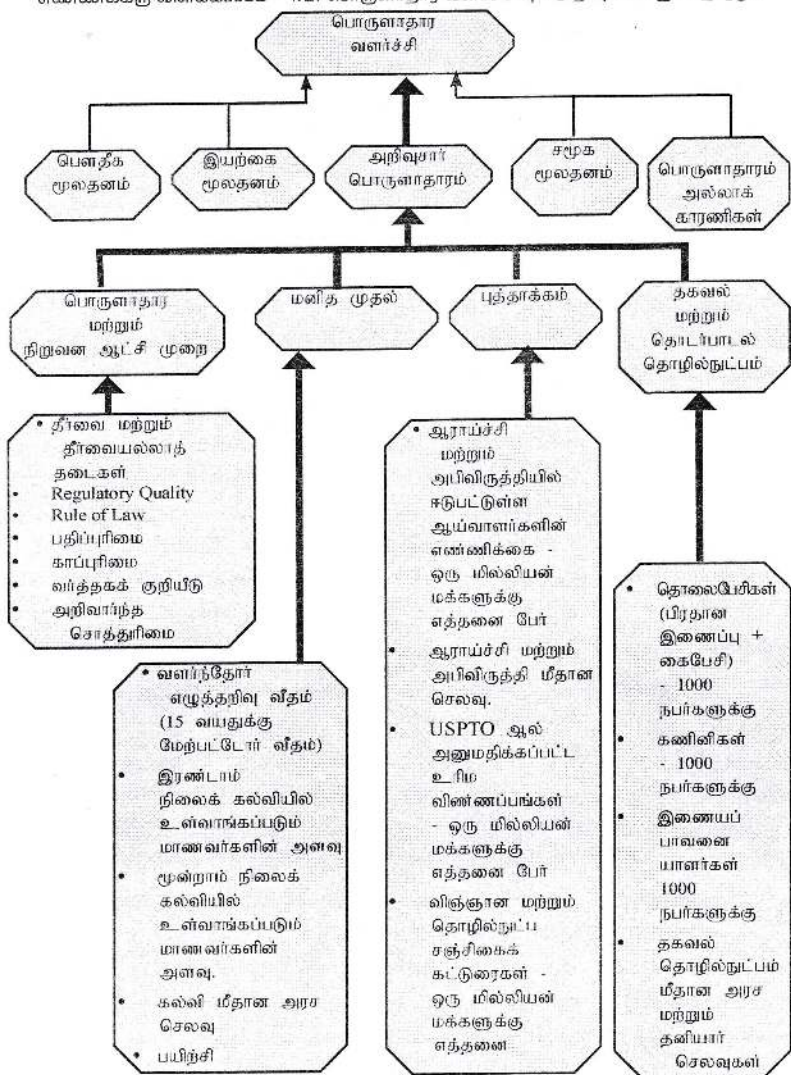 பொருளாதார
வளர்ச்சி
பௌதீக
மூலதனம்
இயற்கை
மூலதனம்
அறிவுசார்
பொருளாதாரம்
சமூக
மூலதனம்
பொருளாதாரம்
அல்லாக்
காரணிகள்
பொருளாதார
மற்றும்
நிறுவன ஆட்சி முறை
மனித முதல்
புத்தாக்கம்
தகவல்
மற்றும்
தொடர்பாடல்
தொழில்நுட்பம்
• தீர்வை மற்றும்
தீர்வையல்லாத்
தடைகள்
• Regulatory Quality
• Rule of Law
• பதிப்புரிமை
• காப்புரிமை
• வர்த்தகக் குறியீடு
• அறிவார்ந்த
சொத்துரிமை
• வளர்ந்தோர்
எழுத்தறிவு வீதம்
(15 வயதுக்கு
மேற்பட்டோர் வீதம்)
• இரண்டாம்
நிலைக் கல்வியில்
உள்வாங்கப்படும்
மாணவர்களின் அளவு
• மூன்றாம் நிலைக்
கல்வியில்
உள்வாங்கப்படும்
மாணவர்களின்
அளவு.
• கல்வி மீதான அரச
செலவு
• பயிற்சி
• ஆராய்ச்சி
மற்றும்
அபிவிருத்தியில்
ஈடுபட்டுள்ள
ஆய்வாளர்களின்
எண்ணிக்கை -
ஒரு மில்லியன்
மக்களுக்கு
எத்தனை பேர்
• ஆராய்ச்சி மற்றும்
அபிவிருத்தி மீதான
செலவு.
• USPTO ஆல்
அனுமதிக்கப்பட்ட
உரிம
விண்ணப்பங்கள்
- ஒரு மில்லியன்
மக்களுக்கு
எத்தனை பேர்
• விஞ்ஞான மற்றும்
தொழில்நுட்ப
சஞ்சிகைக்
கட்டுரைகள் -
ஒரு மில்லியன்
மக்களுக்கு
எத்தனை
• தொலைபேசிகள்
(பிரதான
இணைப்பு +
கைபேசி)
- 1000
நபர்களுக்கு
• கணினிகள்
- 1000
நபர்களுக்கு
• இணையப்
பாவனை
யாளர்கள்
1000
நபர்களுக்கு
• தகவல்
தொழில்நுட்பம்
மீதான அரச
மற்றும்
தனியார்
செலவுகள்